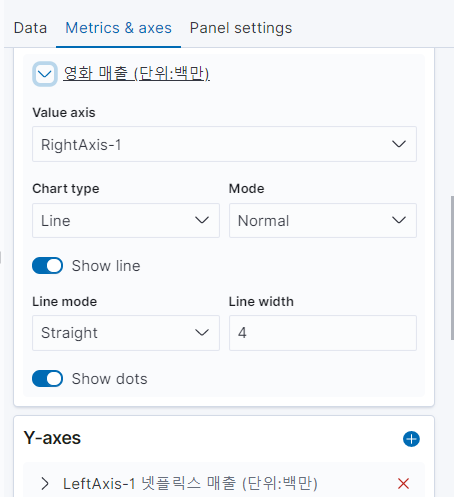 Data Metrics & axes Panel settings
영화 매출 (단위:백만)
Value axis
RightAxis-1
Chart type Mode
Line Normal
Show line
Line mode Line width
Straight 4
Show dots
Y-axes
LeftAxis-1 넷플릭스 매출 (단위:백만)